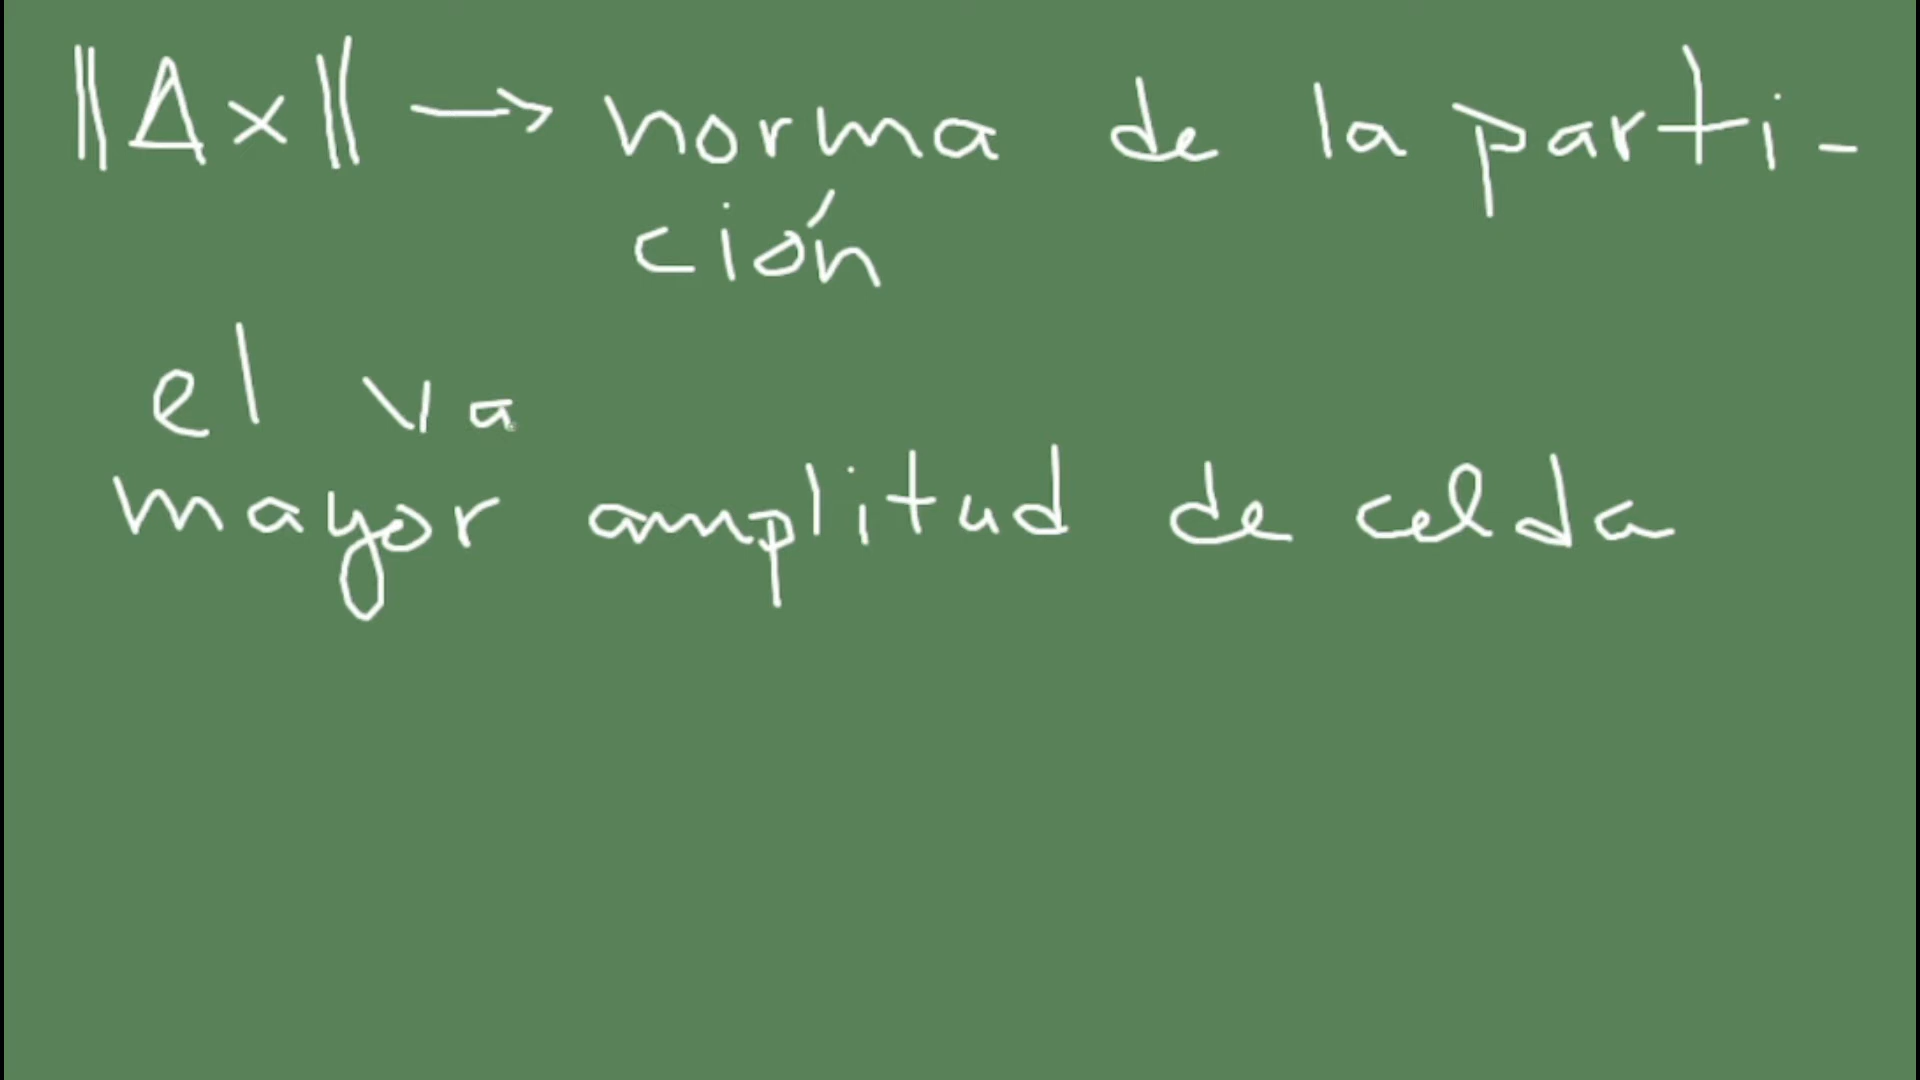 ‖Δx‖ → norma de la parti-
ción
el va
mayor amplitud de celda